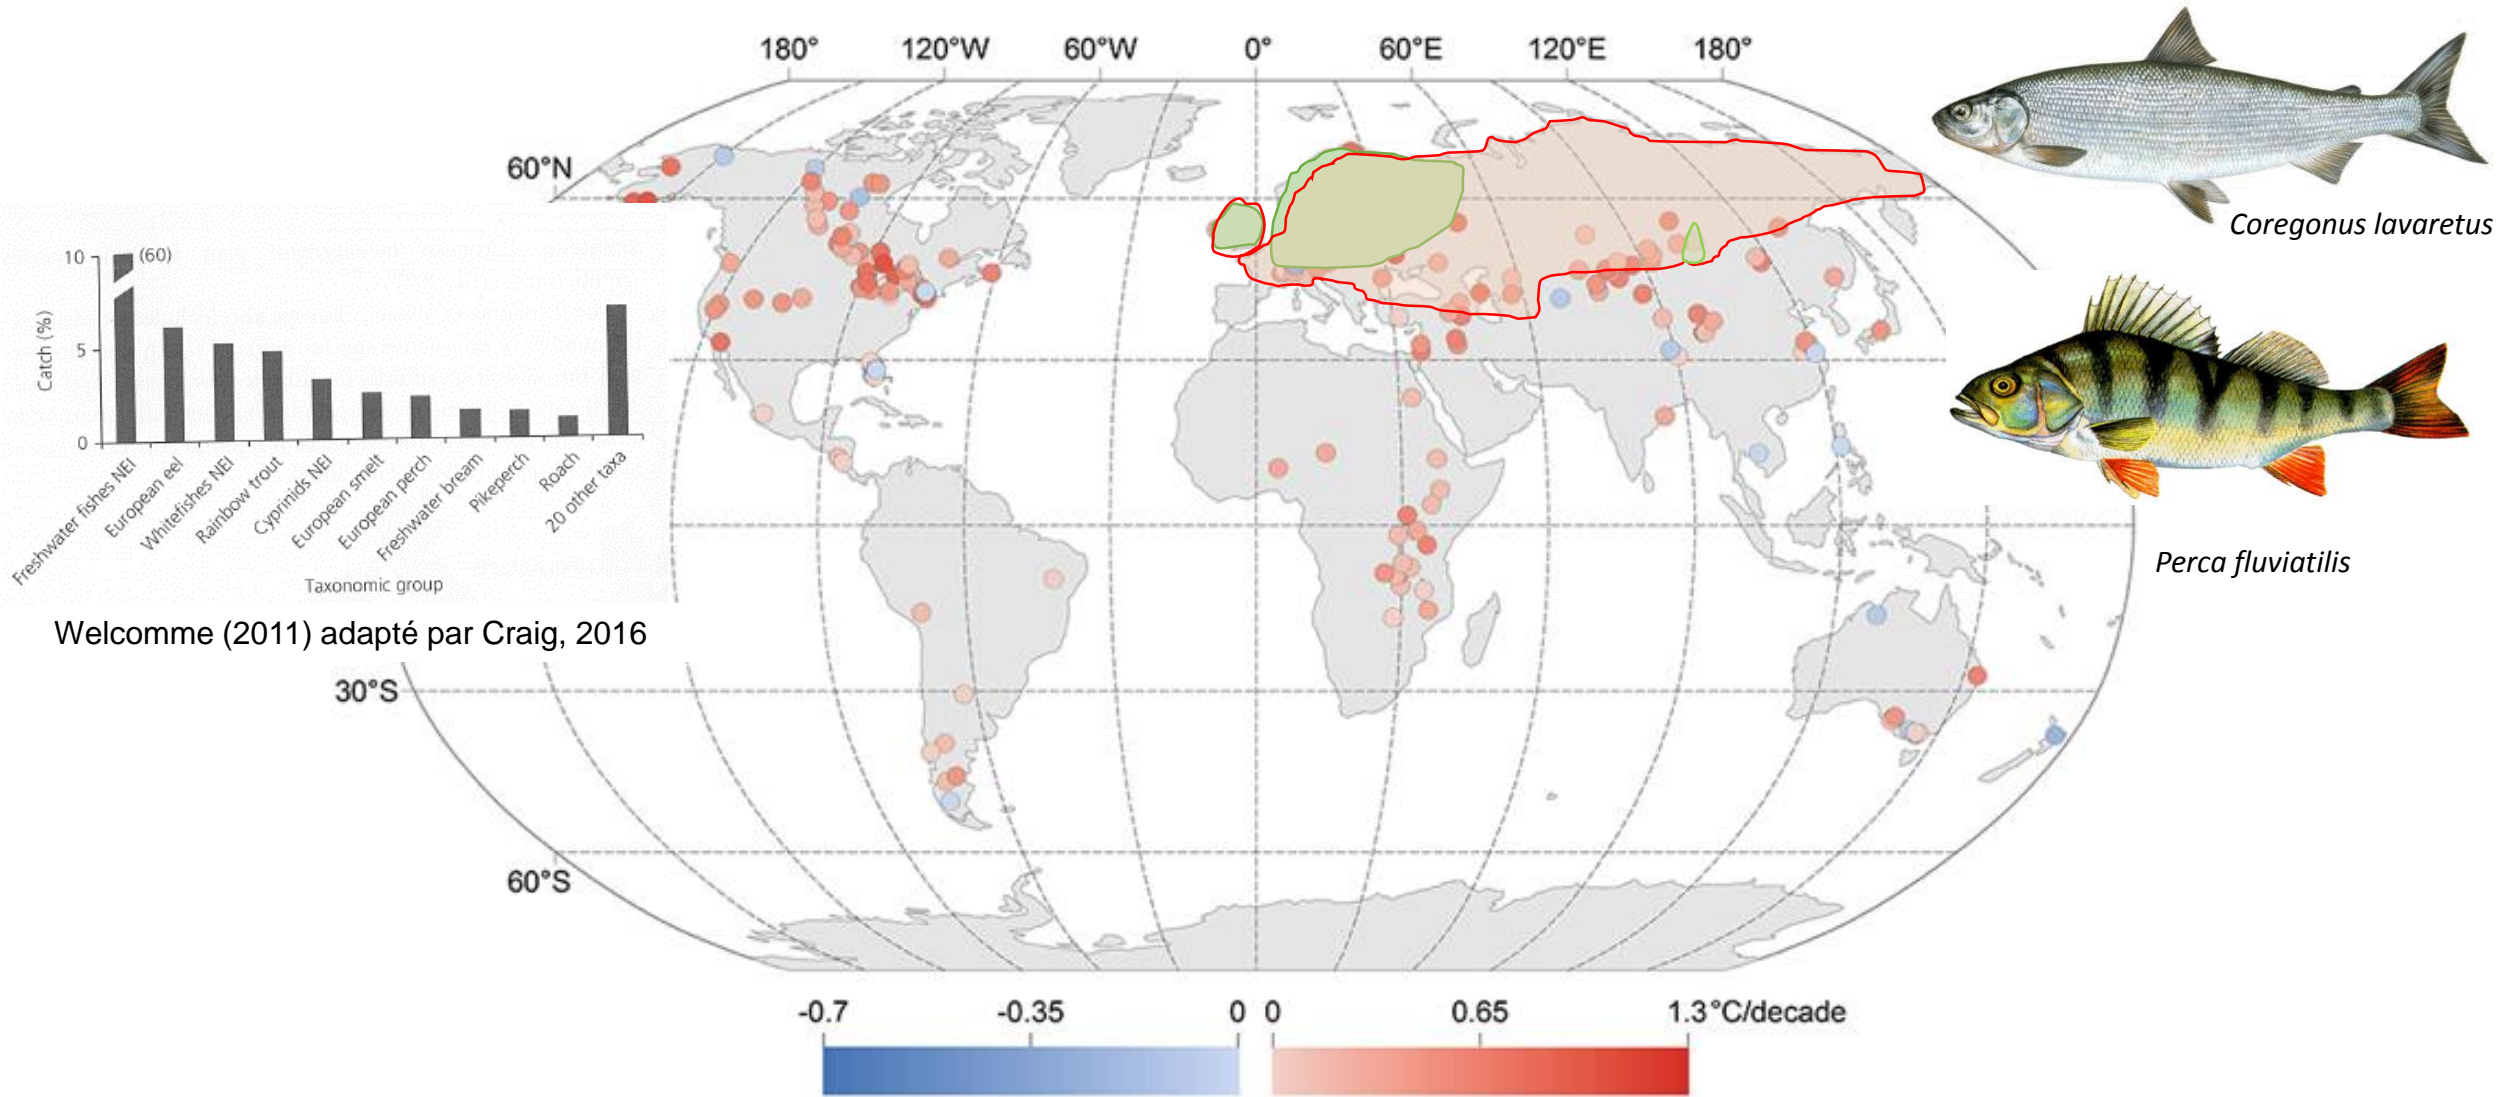 180° 120°W 60°W 0° 60°E 120°E 180°
60°N
Coregonus lavaretus
10
(60)
5
0
Catch (%)
Freshwater fishes NEI
European eel
Whitefishes NEI
Rainbow trout
Cyprinids NEI
European smelt
European perch
Freshwater bream
Pikeperch
Roach
20 other taxa
Taxonomic group
Perca fluviatilis
Welcomme (2011) adapté par Craig, 2016
30°S
60°S
-0.7 -0.35 0 0 0.65 1.3°C/decade